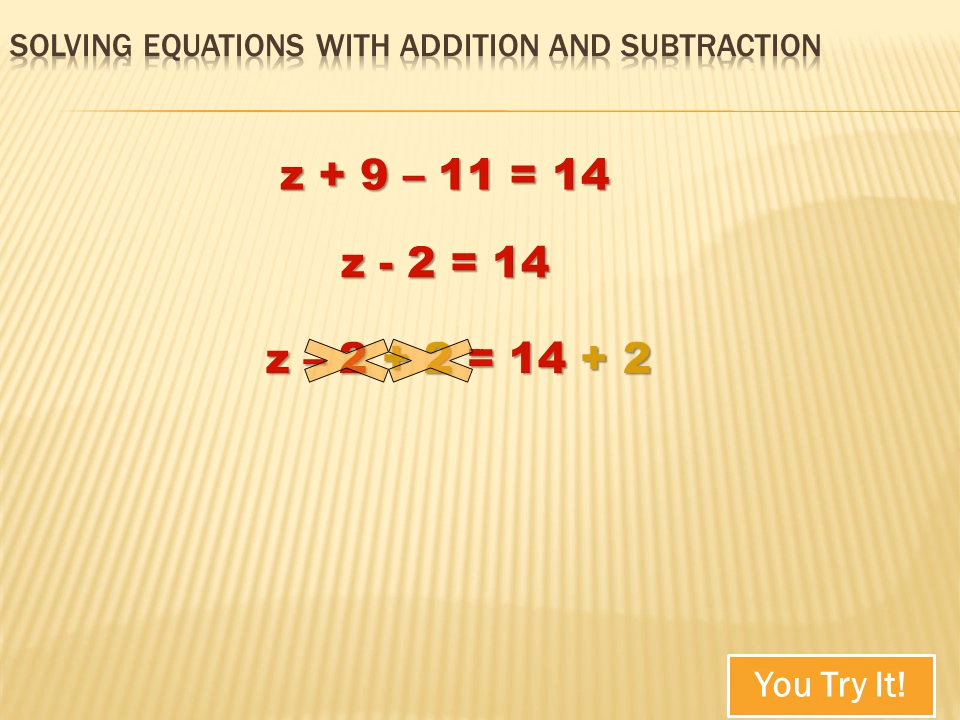 SOLVING EQUATIONS WITH ADDITION AND SUBTRACTION
z + 9 – 11 = 14
z - 2 = 14
z – 2 + 2 = 14 + 2
You Try It!